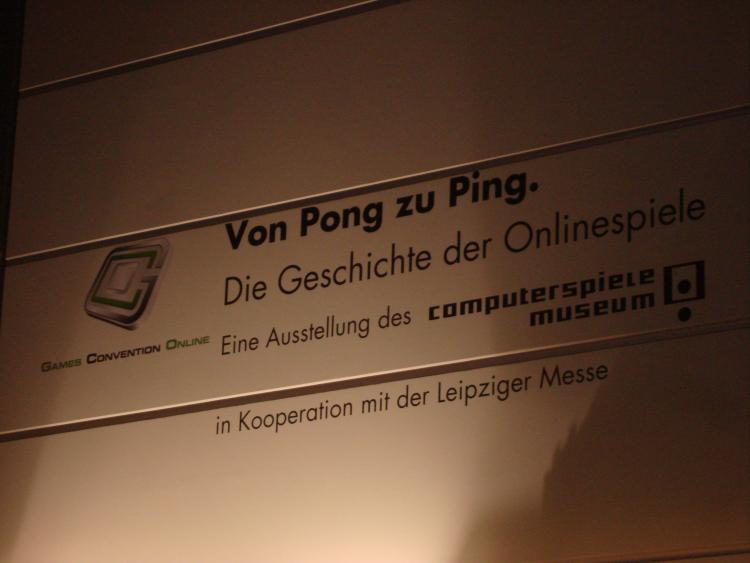 Von Pong zu Ping.
Die Geschichte der Onlinespiele
Eine Ausstellung des computerspiele museum
GAMES CONVENTION ONLINE
in Kooperation mit der Leipziger Messe